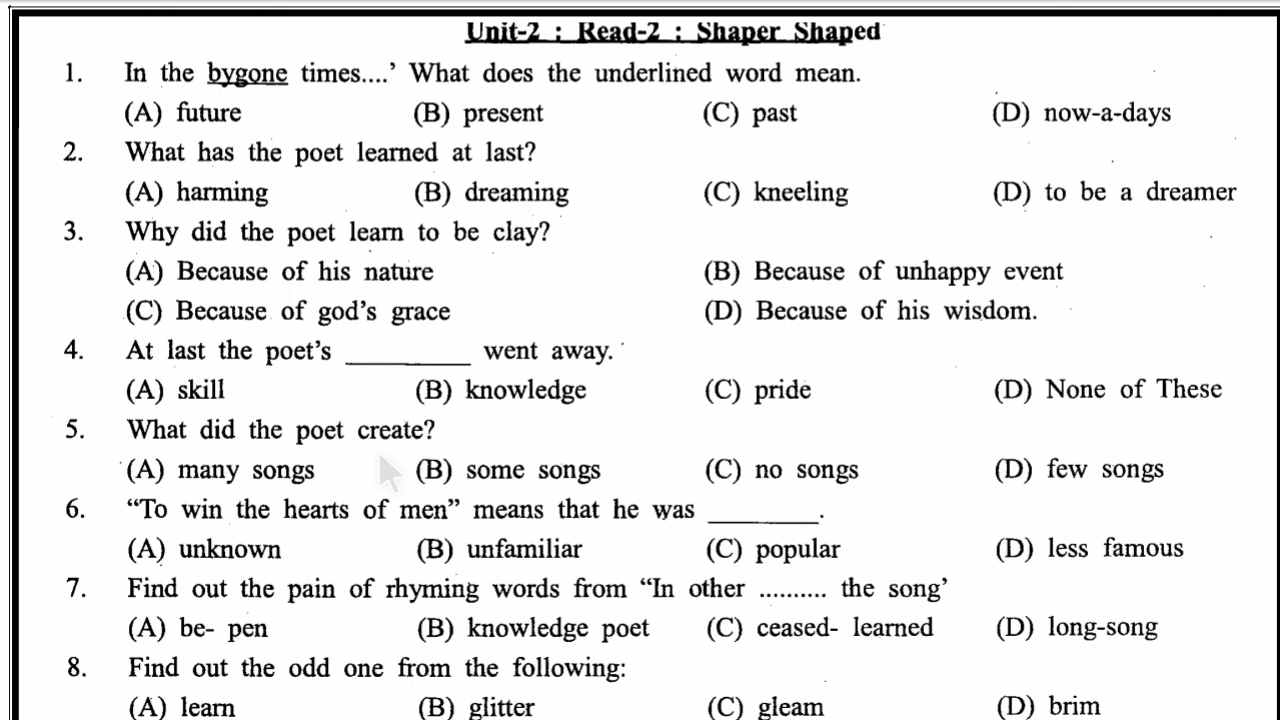 Unit-2 : Read-2 : Shaper Shaped
1. In the bygone times....' What does the underlined word mean.
(A) future (B) present (C) past (D) now-a-days
2. What has the poet learned at last?
(A) harming (B) dreaming (C) kneeling (D) to be a dreamer
3. Why did the poet learn to be clay?
(A) Because of his nature (B) Because of unhappy event
(C) Because of god's grace (D) Because of his wisdom.
4. At last the poet's _________ went away.
(A) skill (B) knowledge (C) pride (D) None of These
5. What did the poet create?
(A) many songs (B) some songs (C) no songs (D) few songs
6. “To win the hearts of men” means that he was ________.
(A) unknown (B) unfamiliar (C) popular (D) less famous
7. Find out the pain of rhyming words from “In other .......... the song'
(A) be- pen (B) knowledge poet (C) ceased- learned (D) long-song
8. Find out the odd one from the following:
(A) learn (B) glitter (C) gleam (D) brim